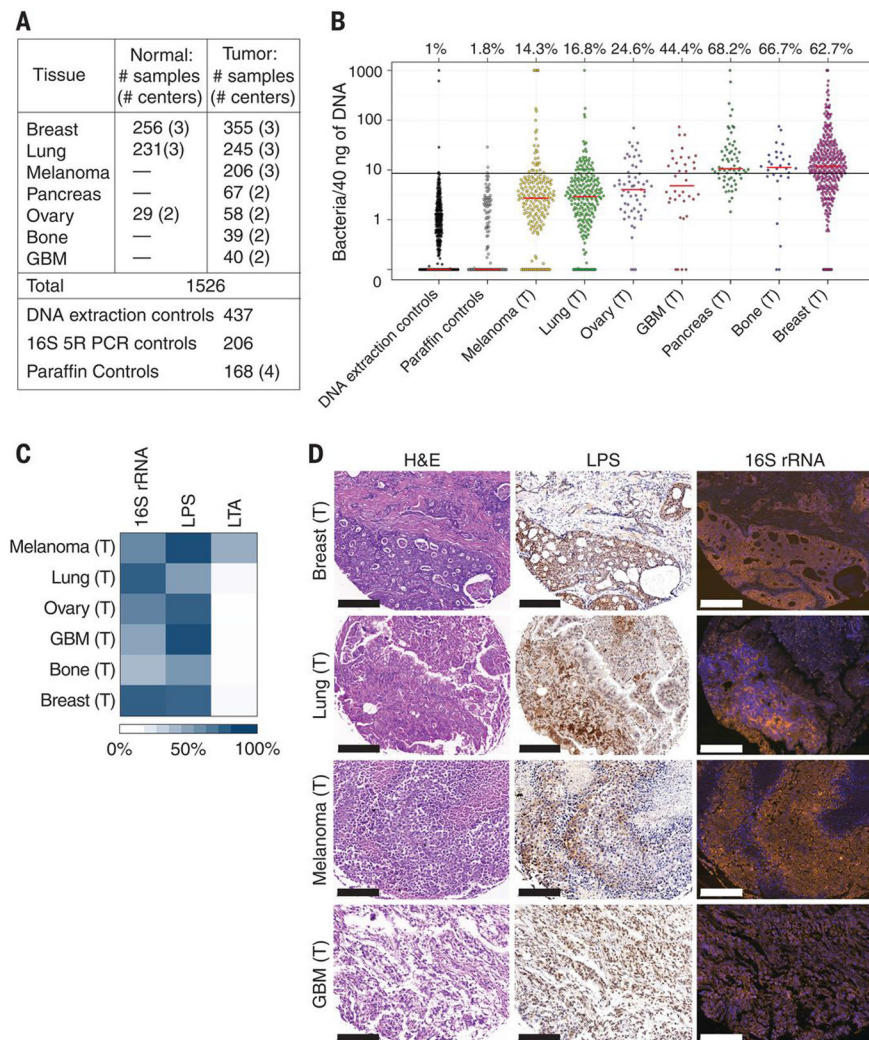 A
Tissue
Normal:
# samples
(# centers)
Tumor:
# samples
(# centers)
Breast 256 (3) 355 (3)
Lung 231(3) 245 (3)
Melanoma — 206 (3)
Pancreas — 67 (2)
Ovary 29 (2) 58 (2)
Bone — 39 (2)
GBM — 40 (2)
Total 1526
DNA extraction controls 437
16S 5R PCR controls 206
Paraffin Controls 168 (4)
B
1% 1.8% 14.3% 16.8% 24.6% 44.4% 68.2% 66.7% 62.7%
Bacteria/40 ng of DNA
1000
100
10
1
0
DNA extraction controls
Paraffin controls
Melanoma (T)
Lung (T)
Ovary (T)
GBM (T)
Pancreas (T)
Bone (T)
Breast (T)
C
16S rRNA
LPS
LTA
Melanoma (T)
Lung (T)
Ovary (T)
GBM (T)
Bone (T)
Breast (T)
0% 50% 100%
D
H&E LPS 16S rRNA
Breast (T)
Lung (T)
Melanoma (T)
GBM (T)